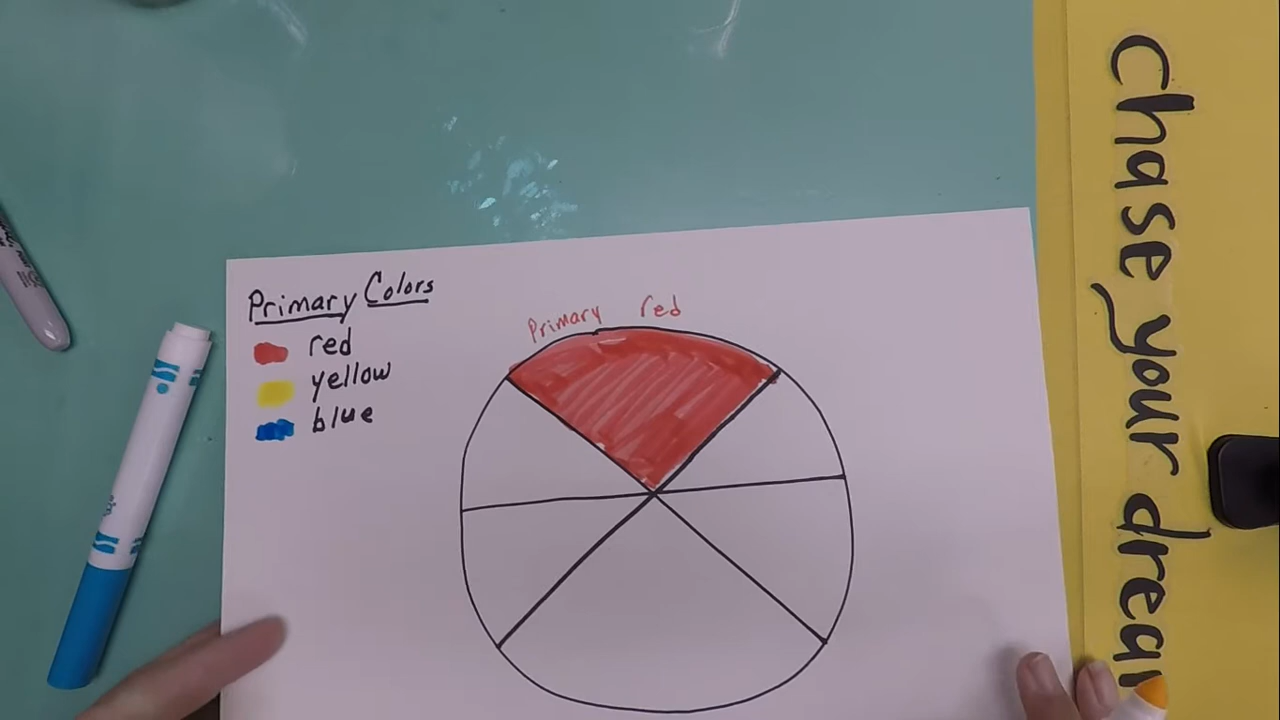 Primary Colors
red
yellow
blue
Primary red
Chase your drea